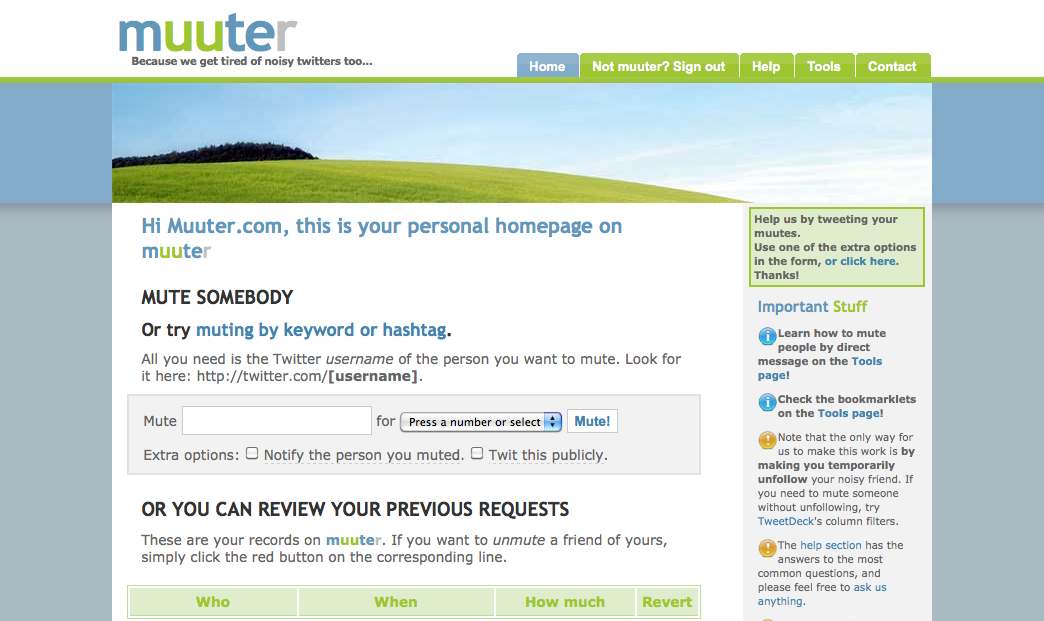 muuter
Because we get tired of noisy twitters too...
Home Not muuter? Sign out Help Tools Contact
Hi Muuter.com, this is your personal homepage on
muuter
MUTE SOMEBODY
Or try muting by keyword or hashtag.
All you need is the Twitter username of the person you want to mute. Look for
it here: http://twitter.com/[username].
Mute for Press a number or select Mute!
Extra options: Notify the person you muted. Twit this publicly.
OR YOU CAN REVIEW YOUR PREVIOUS REQUESTS
These are your records on muuter. If you want to unmute a friend of yours,
simply click the red button on the corresponding line.
Who When How much Revert
Help us by tweeting your
muutes.
Use one of the extra options
in the form, or click here.
Thanks!
Important Stuff
Learn how to mute
people by direct
message on the Tools
page!
Check the bookmarklets
on the Tools page!
Note that the only way for
us to make this work is by
making you temporarily
unfollow your noisy friend. If
you need to mute someone
without unfollowing, try
TweetDeck's column filters.
The help section has the
answers to the most
common questions, and
please feel free to ask us
anything.